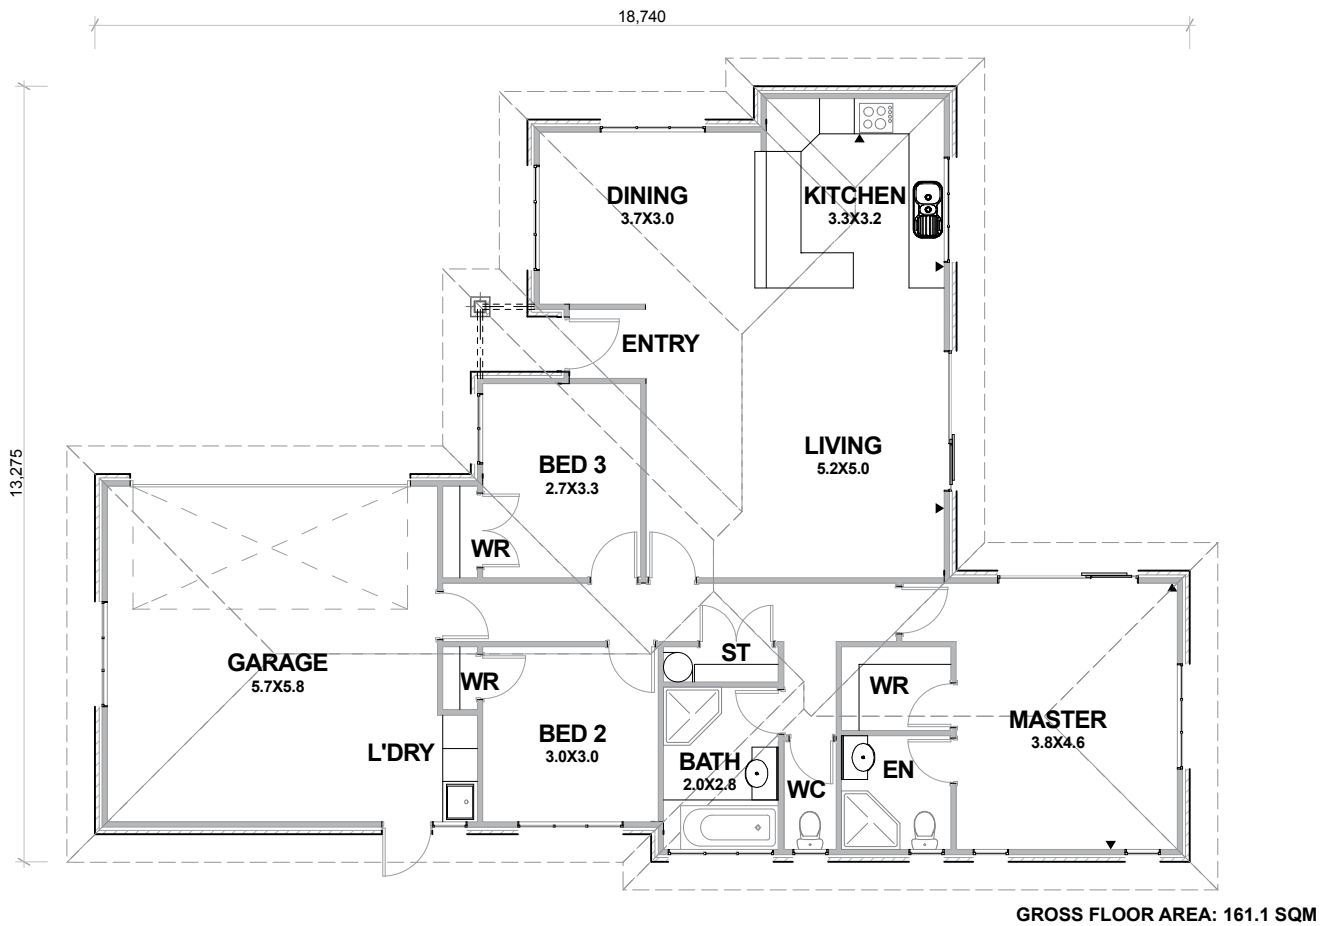 18,740
13,275
DINING
3.7X3.0
KITCHEN
3.3X3.2
ENTRY
LIVING
5.2X5.0
BED 3
2.7X3.3
WR
GARAGE
5.7X5.8
ST
WR
WR
BED 2
3.0X3.0
MASTER
3.8X4.6
L'DRY
BATH
2.0X2.8
WC
EN
GROSS FLOOR AREA: 161.1 SQM